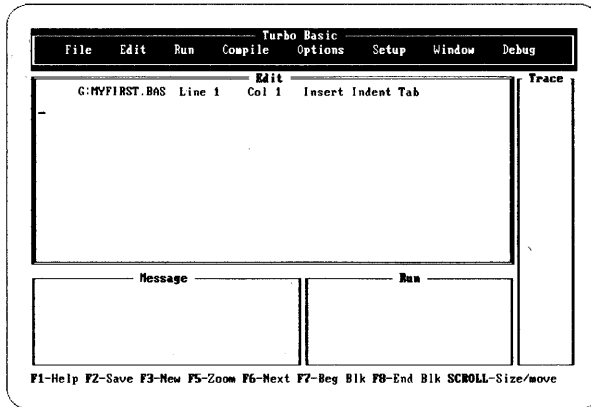 Turbo Basic
File Edit Run Compile Options Setup Window Debug
Edit
Trace
G:MYFIRST.BAS Line 1 Col 1 Insert Indent Tab
Message
Run
F1-Help F2-Save F3-New F5-Zoom F6-Next F7-Beg Blk F8-End Blk SCROLL-Size/move